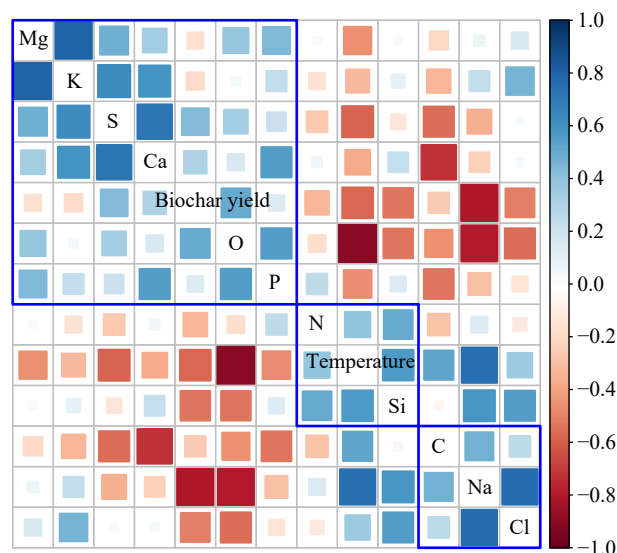 Mg
K
S
Ca
Biochar yield
O
P
N
Temperature
Si
C
Na
Cl
1.0
0.8
0.6
0.4
0.2
0.0
−0.2
−0.4
−0.6
−0.8
−1.0